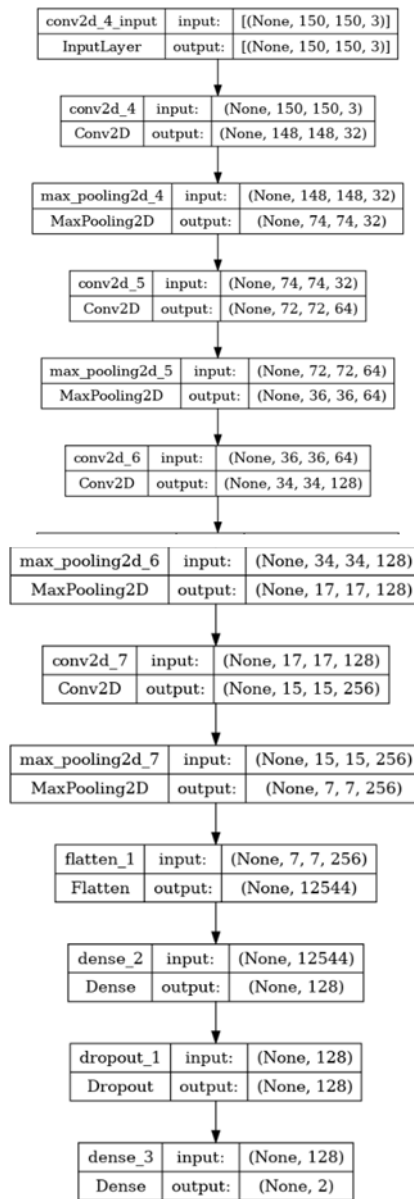 conv2d_4_input input: [(None, 150, 150, 3)]
InputLayer output: [(None, 150, 150, 3)]
conv2d_4 input: (None, 150, 150, 3)
Conv2D output: (None, 148, 148, 32)
max_pooling2d_4 input: (None, 148, 148, 32)
MaxPooling2D output: (None, 74, 74, 32)
conv2d_5 input: (None, 74, 74, 32)
Conv2D output: (None, 72, 72, 64)
max_pooling2d_5 input: (None, 72, 72, 64)
MaxPooling2D output: (None, 36, 36, 64)
conv2d_6 input: (None, 36, 36, 64)
Conv2D output: (None, 34, 34, 128)
max_pooling2d_6 input: (None, 34, 34, 128)
MaxPooling2D output: (None, 17, 17, 128)
conv2d_7 input: (None, 17, 17, 128)
Conv2D output: (None, 15, 15, 256)
max_pooling2d_7 input: (None, 15, 15, 256)
MaxPooling2D output: (None, 7, 7, 256)
flatten_1 input: (None, 7, 7, 256)
Flatten output: (None, 12544)
dense_2 input: (None, 12544)
Dense output: (None, 128)
dropout_1 input: (None, 128)
Dropout output: (None, 128)
dense_3 input: (None, 128)
Dense output: (None, 2)